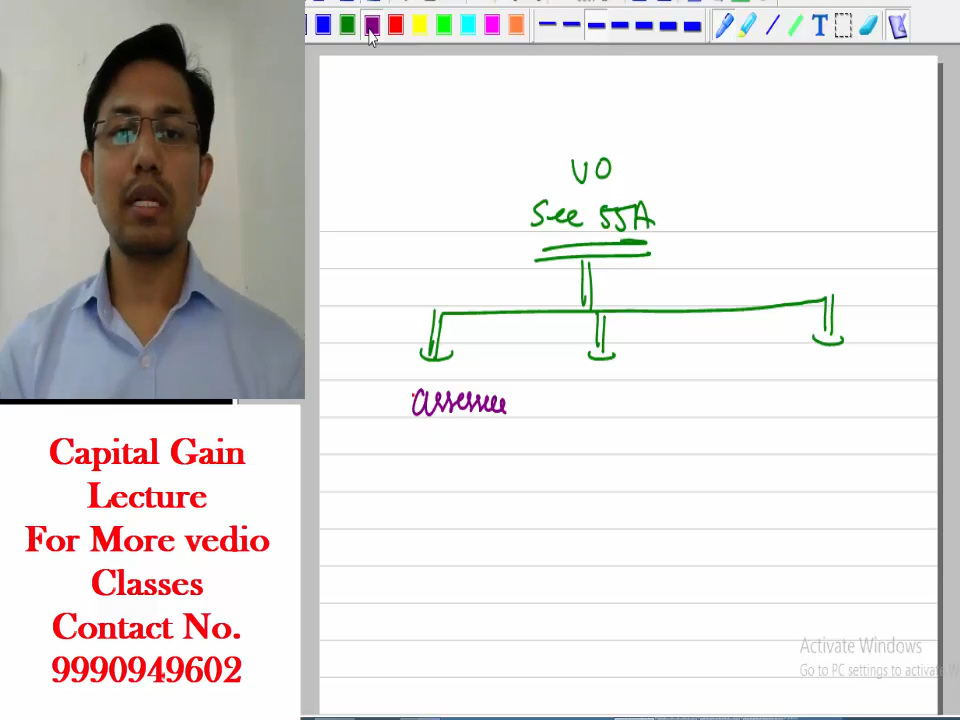 VO
Sec 55A
assessee
Capital Gain
Lecture
For More vedio
Classes
Contact No.
9990949602
T
Activate Windows
Go to PC settings to activate W